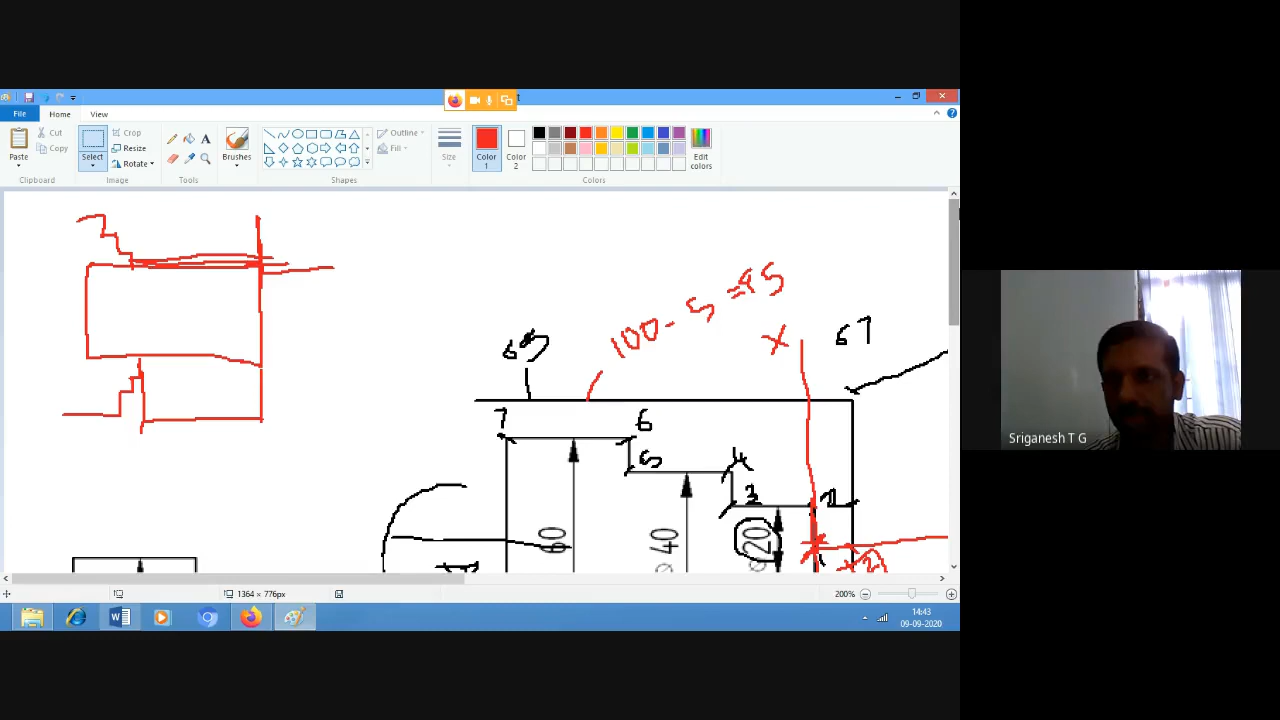 File
Home
View
Paste
Cut
Copy
Clipboard
Select
Crop
Resize
Rotate
Image
A
Tools
Brushes
Outline
Fill
Shapes
Size
Color
1
Color
2
Edit
colors
Colors
100 - 5 = 95
X
67
7
6
5
4
3
2
1
60
⌀ 40
⌀20
Sriganesh T G
1364 × 776px
200%
14:43
09-09-2020